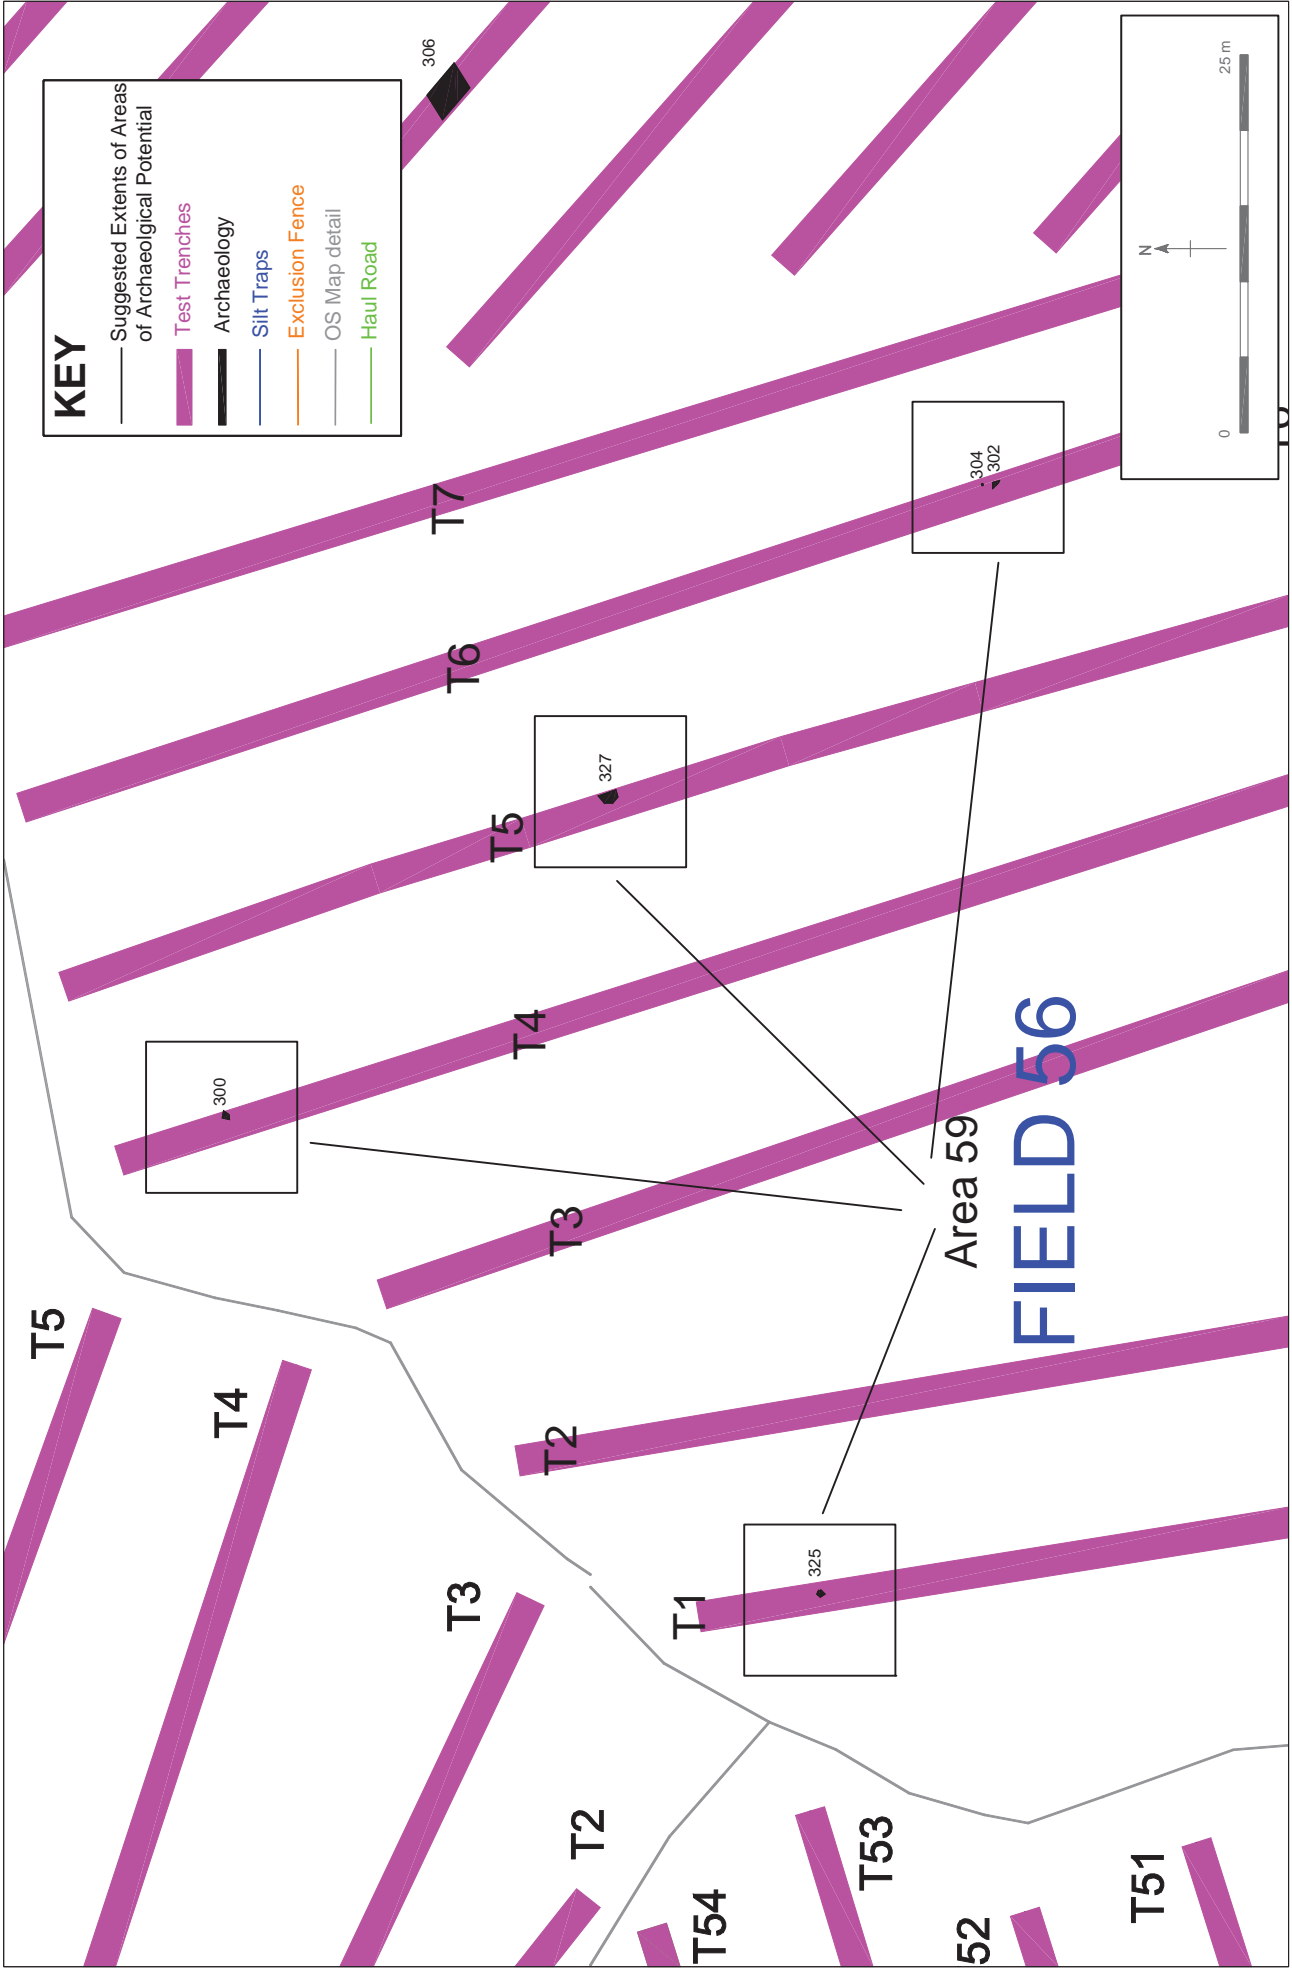 KEY
Suggested Extents of Areas
of Archaeolgical Potential
Test Trenches
Archaeology
Silt Traps
Exclusion Fence
OS Map detail
Haul Road
306
T7
T6
T5
T4
T3
T2
T1
327
300
304
302
325
Area 59
FIELD 56
T5
T4
T3
T2
T54
T53
52
T51
N
0
25 m